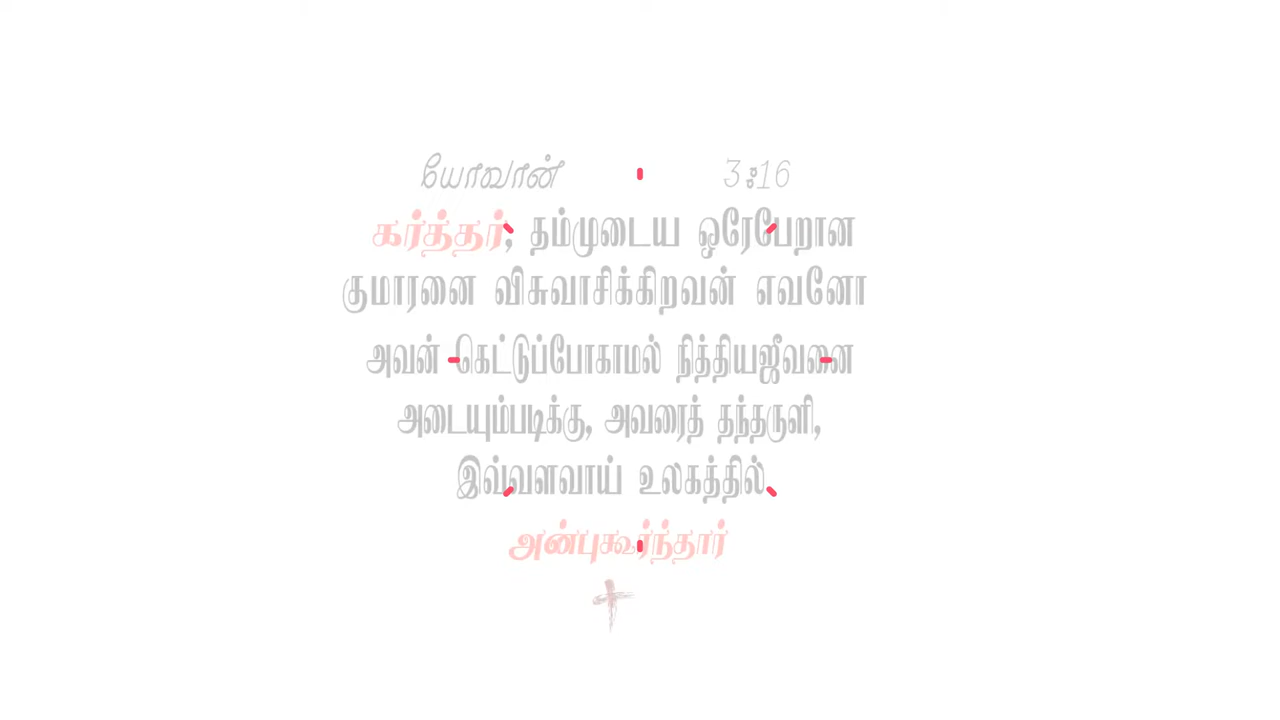 யோவான் 3:16
கர்த்தர், தம்முடைய ஒரேபேறான
குமாரனை விசுவாசிக்கிறவன் எவனோ
அவன் கெட்டுப்போகாமல் நித்தியஜீவனை
அடையும்படிக்கு, அவரைத் தந்தருளி,
இவ்வளவாய் உலகத்தில்
அன்புகூர்ந்தார்